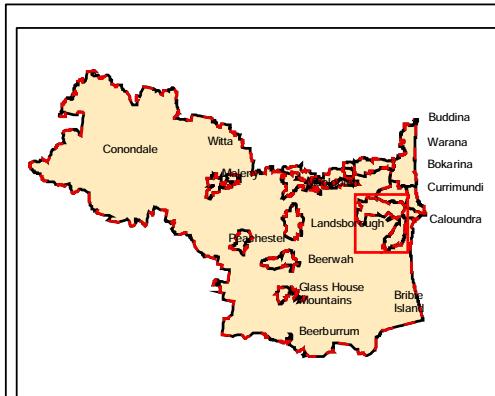 Buddina
Witta
Warana
Conondale
Bokarina
Maleny
Currimundi
Landsborough
Caloundra
Peachester
Beerwah
Glass House
Mountains
Bribie
Island
Beerburrum